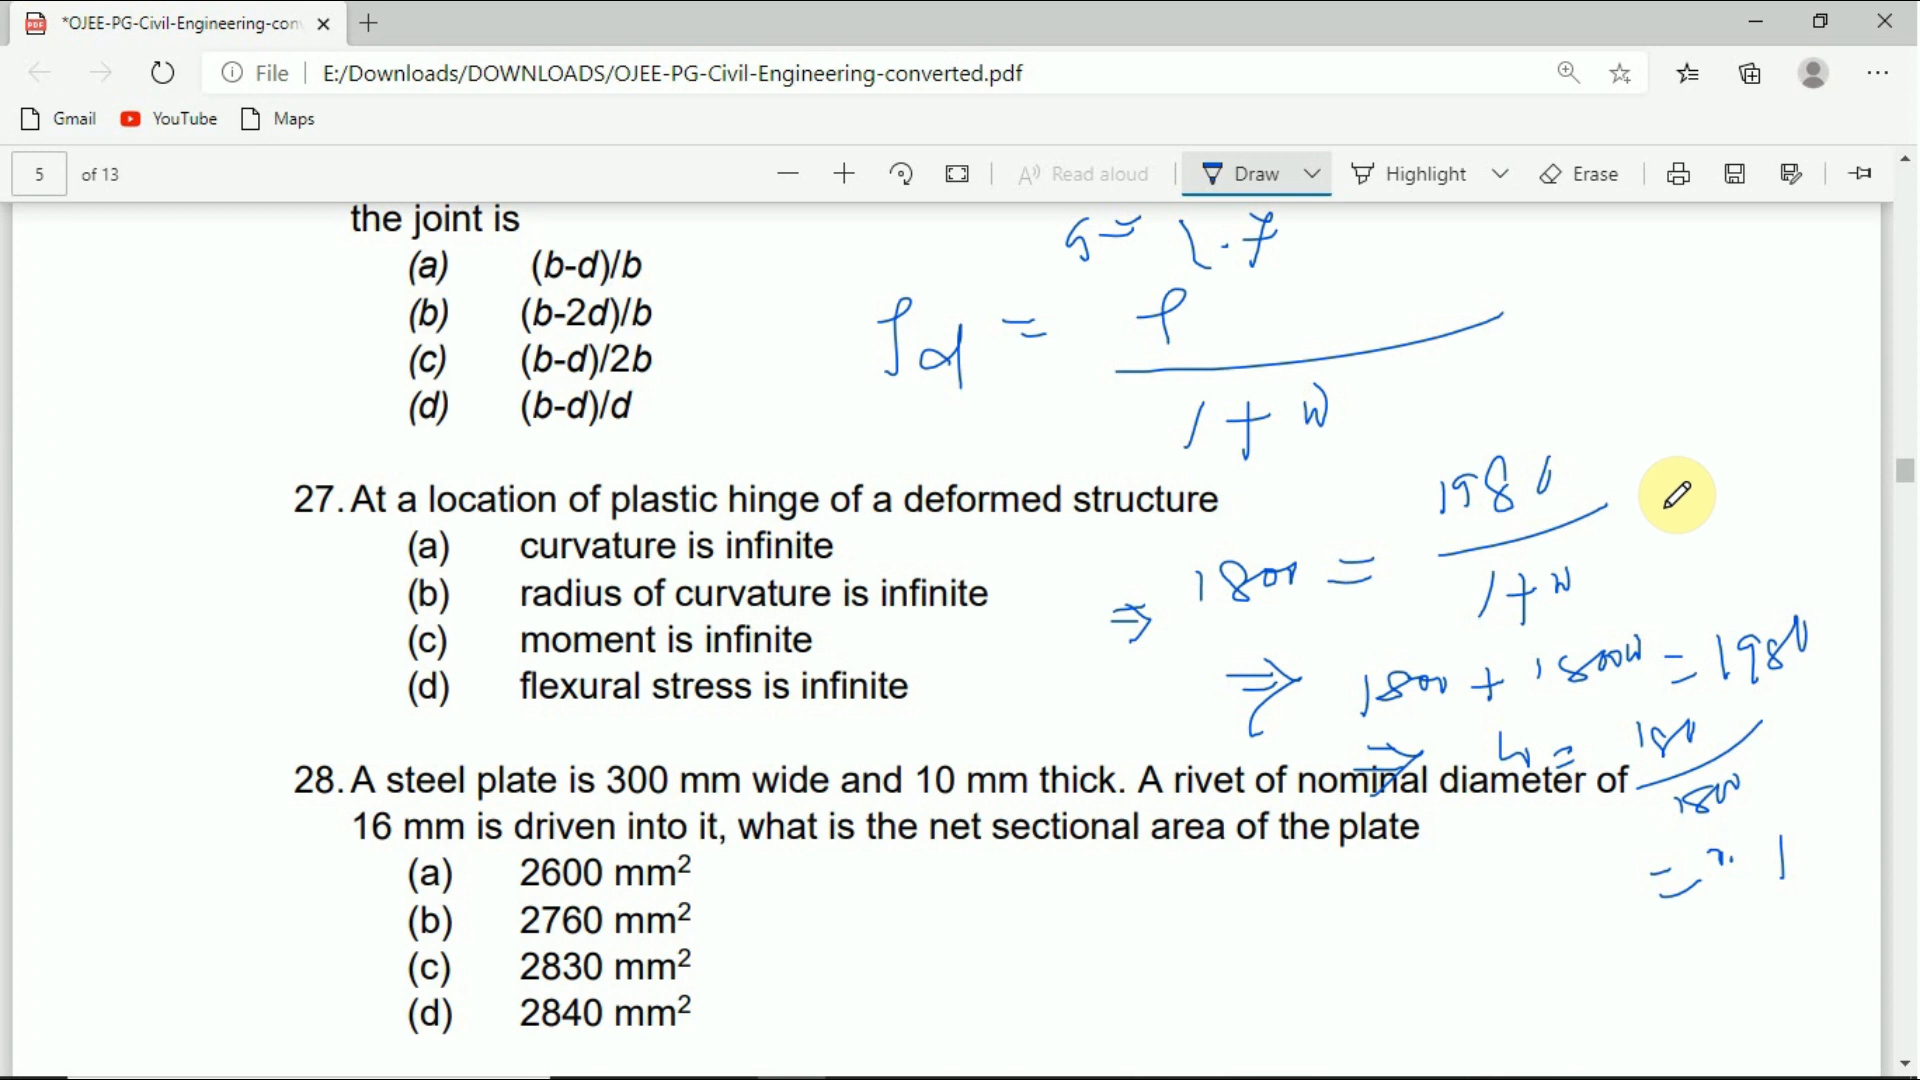 *OJEE-PG-Civil-Engineering-con
File E:/Downloads/DOWNLOADS/OJEE-PG-Civil-Engineering-converted.pdf
Gmail YouTube Maps
5 of 13 Read aloud Draw Highlight Erase
the joint is
(a) (b-d)/b
(b) (b-2d)/b
(c) (b-d)/2b
(d) (b-d)/d
27. At a location of plastic hinge of a deformed structure
(a) curvature is infinite
(b) radius of curvature is infinite
(c) moment is infinite
(d) flexural stress is infinite
28. A steel plate is 300 mm wide and 10 mm thick. A rivet of nominal diameter of
16 mm is driven into it, what is the net sectional area of the plate
(a) 2600 mm²
(b) 2760 mm²
(c) 2830 mm²
(d) 2840 mm²
ρd = ρ
1 + w
⇒ 1800 = 1980
1 + w
⇒ 1800 + 1800w = 1980
⇒ w = 180
1800